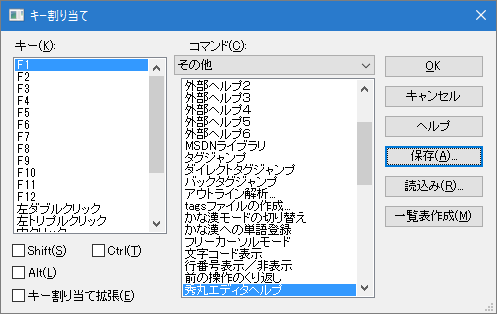 キー割り当て
キー(K):
F1
F2
F3
F4
F5
F6
F7
F8
F9
F10
F11
F12
左ダブルクリック
左トリプルクリック
中クリック
Shift(S)
Ctrl(T)
Alt(L)
キー割り当て拡張(E)
コマンド(C):
その他
外部ヘルプ2
外部ヘルプ3
外部ヘルプ4
外部ヘルプ5
外部ヘルプ6
MSDNライブラリ
タグジャンプ
ダイレクトタグジャンプ
バックタグジャンプ
アウトライン解析...
tagsファイルの作成...
かな漢モードの切り替え
かな漢への単語登録
フリーカーソルモード
文字コード表示
行番号表示/非表示
前の操作のくり返し
秀丸エディタヘルプ
OK
キャンセル
ヘルプ
保存(A)...
読込み(R)...
一覧表作成(M)